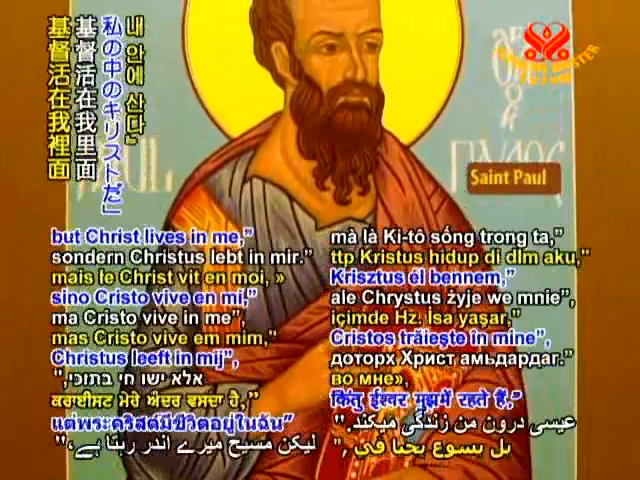 내 안에 산다"
私の中のキリストだ」
基督活在我里面
基督活在我裡面
Saint Paul
but Christ lives in me,"
sondern Christus lebt in mir."
mais le Christ vit en moi, »
sino Cristo vive en mi,"
ma Cristo vive in me",
mas Cristo vive em mim,"
Christus leeft in mij",
אלא ישו חי בתוכי,"
ਕਰਾਈਸਟ ਮੇਰੇ ਅੰਦਰ ਵਸਦਾ ਹੈ,"
แต่พระคริสต์มีชีวิตอยู่ในฉัน"
لیکن مسیح میرے اندر رہتا ہے،"
mà là Ki-tô sống trong ta,"
ttp Kristus hidup di dlm aku,"
Krisztus él bennem,"
ale Chrystus żyje we mnie",
içimde Hz. İsa yaşar,"
Cristos trăieşte în mine",
доторх Христ амьдардаг."
во мне»,
किंतु ईश्वर मुझमें रहते हैं,"
عیسی درون من زندگی میکند."
بل يسوع يحيا في ,"